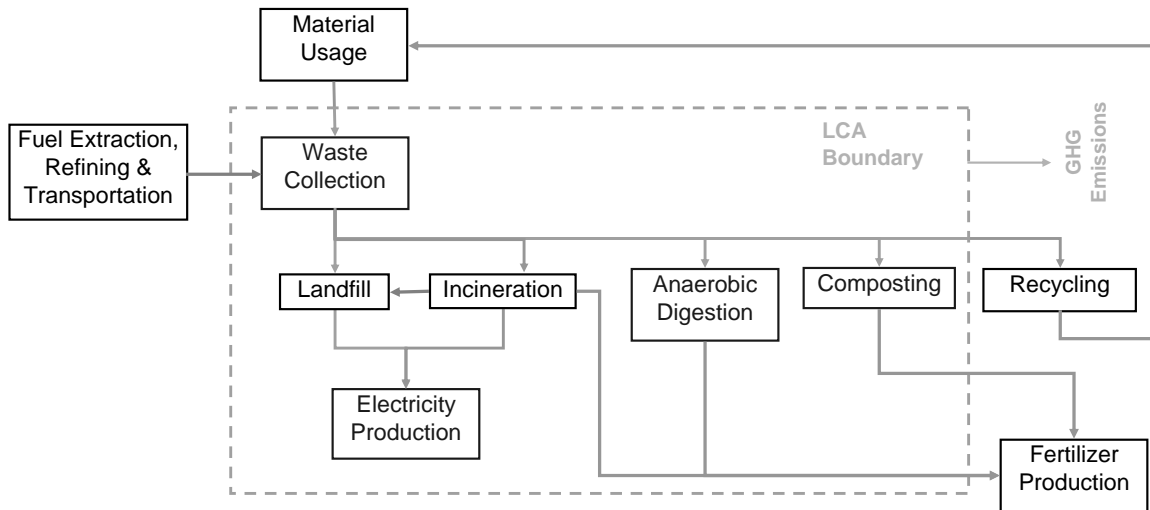 Material
Usage
Fuel Extraction,
Refining &
Transportation
Waste
Collection
LCA
Boundary
GHG
Emissions
Landfill
Incineration
Anaerobic
Digestion
Composting
Recycling
Electricity
Production
Fertilizer
Production